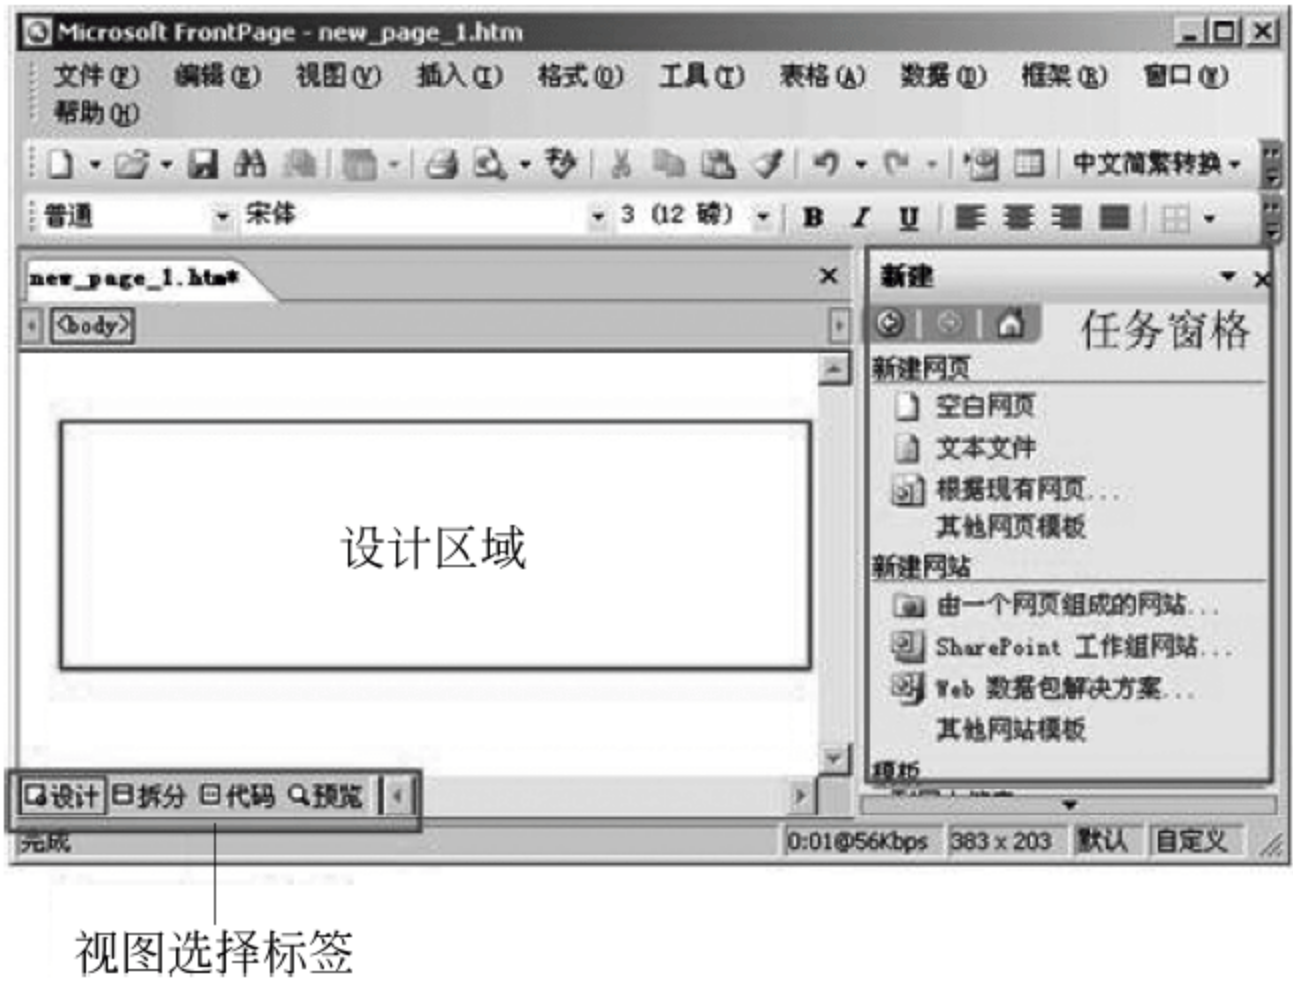 Microsoft FrontPage - new_page_1.htm
文件(F) 编辑(E) 视图(V) 插入(I) 格式(O) 工具(T) 表格(A) 数据(D) 框架(R) 窗口(W)
帮助(H)
中文简繁转换
普通 宋体 3 (12 磅) B I U
new_page_1.htm*
<body>
设计区域
新建
任务窗格
新建网页
空白网页
文本文件
根据现有网页...
其他网页模板
新建网站
由一个网页组成的网站...
SharePoint 工作组网站...
Web 数据包解决方案...
其他网站模板
模板
设计 拆分 代码 预览
完成 0:01@56Kbps 383 x 203 默认 自定义
视图选择标签